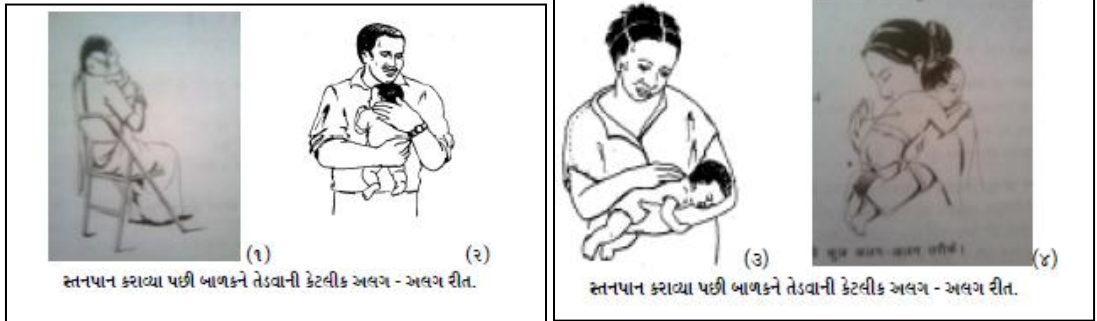 (૧)
(૨)
સ્તનપાન કરાવ્યા પછી બાળકને તેડવાની કેટલીક અલગ - અલગ રીત.
(૩)
(૪)
સ્તનપાન કરાવ્યા પછી બાળકને તેડવાની કેટલીક અલગ - અલગ રીત.